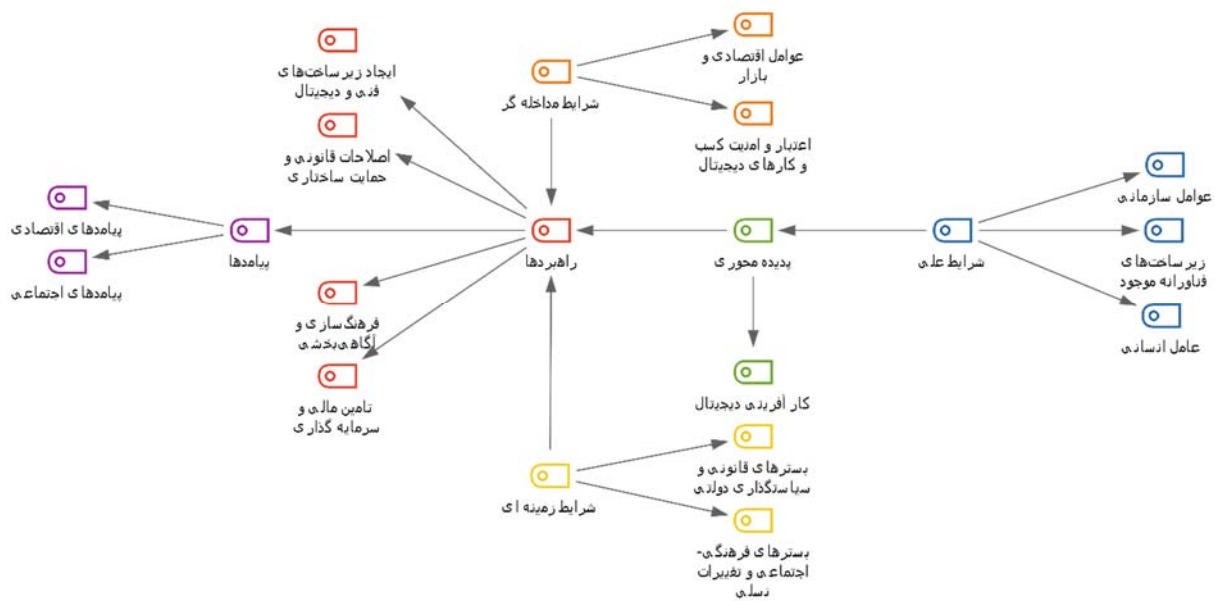 عوامل اقتصادی و
بازار
اعتبار و امنیت کسب
و کارهای دیجیتال
شرایط مداخله گر
ایجاد زیرساخت‌های
فنی و دیجیتال
اصلاحات قانونی و
حمایت ساختاری
عوامل سازمانی
زیرساخت‌های
فناورانه موجود
عامل انسانی
شرایط علی
پدیده محوری
راهبردها
پیامدها
پیامدهای اقتصادی
پیامدهای اجتماعی
فرهنگ‌سازی و
آگاهی‌بخشی
تامین مالی و
سرمایه گذاری
کار آفرینی دیجیتال
بسترهای قانونی و
سیاستگذاری دولتی
شرایط زمینه ای
بسترهای فرهنگی-
اجتماعی و تغییرات
نسلی